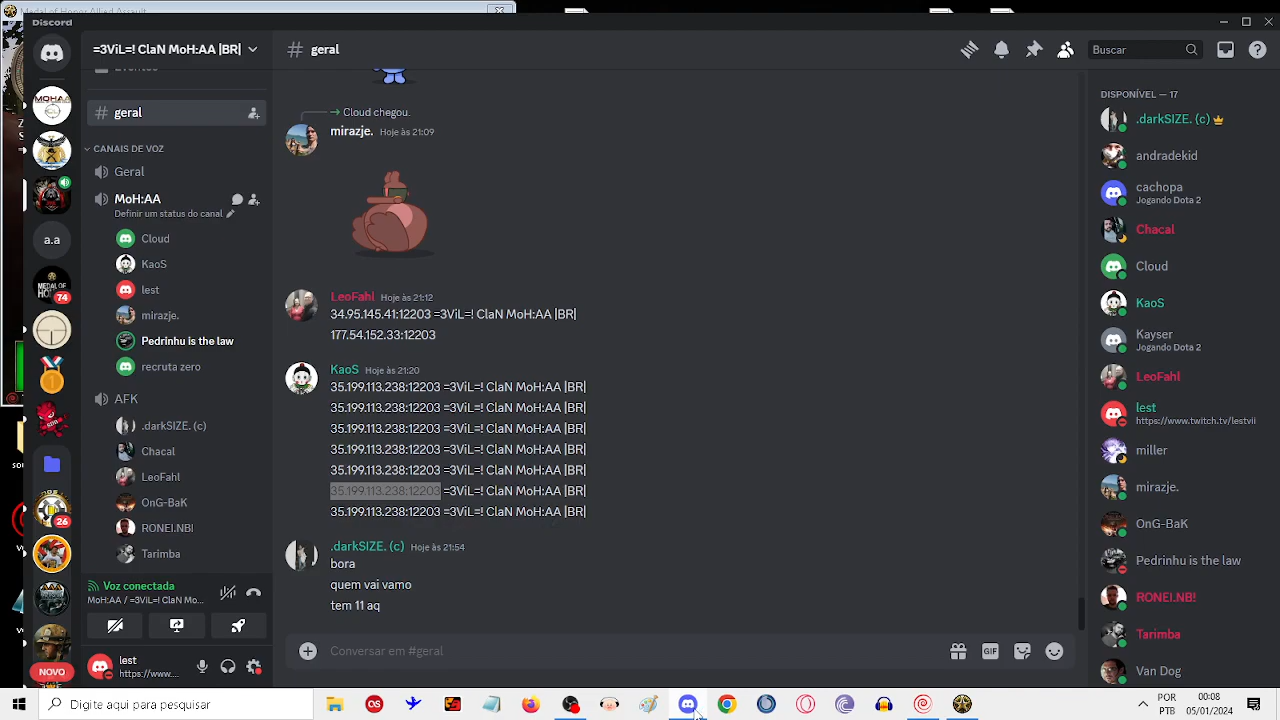 Medal of Honor Allied Assault
Discord
=3ViL=! ClaN MoH:AA |BR|
# geral
Buscar
Eventos
# geral
CANAIS DE VOZ
Geral
MoH:AA
Definir um status do canal
Cloud
KaoS
lest
mirazje.
Pedrinhu is the law
recruta zero
AFK
.darkSIZE. (c)
Chacal
LeoFahl
OnG-BaK
RONEI.NB!
Tarimba
Voz conectada
MoH:AA / =3ViL=! ClaN Mo...
lest
https://www....
a.a
74
26
NOVO
Cloud chegou.
mirazje. Hoje às 21:09
LeoFahl Hoje às 21:12
34.95.145.41:12203 =3ViL=! ClaN MoH:AA |BR|
177.54.152.33:12203
KaoS Hoje às 21:20
35.199.113.238:12203 =3ViL=! ClaN MoH:AA |BR|
35.199.113.238:12203 =3ViL=! ClaN MoH:AA |BR|
35.199.113.238:12203 =3ViL=! ClaN MoH:AA |BR|
35.199.113.238:12203 =3ViL=! ClaN MoH:AA |BR|
35.199.113.238:12203 =3ViL=! ClaN MoH:AA |BR|
35.199.113.238:12203 =3ViL=! ClaN MoH:AA |BR|
35.199.113.238:12203 =3ViL=! ClaN MoH:AA |BR|
.darkSIZE. (c) Hoje às 21:54
bora
quem vai vamo
tem 11 aq
Conversar em #geral
GIF
DISPONÍVEL — 17
.darkSIZE. (c)
andradekid
cachopa
Jogando Dota 2
Chacal
Cloud
KaoS
Kayser
Jogando Dota 2
LeoFahl
lest
https://www.twitch.tv/lestvii
miller
mirazje.
OnG-BaK
Pedrinhu is the law
RONEI.NB!
Tarimba
Van Dog
Digite aqui para pesquisar
POR
PTB
00:08
05/01/2024